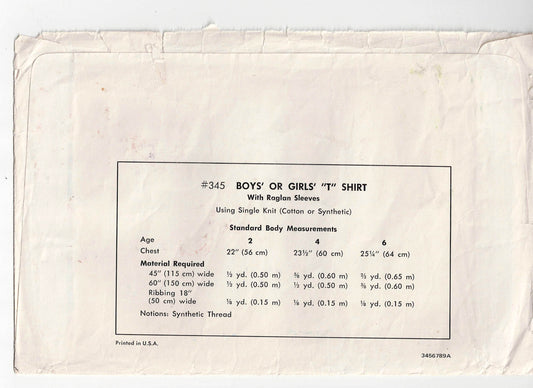 #345 BOYS' OR GIRLS' "T" SHIRT
With Raglan Sleeves
Using Single Knit (Cotton or Synthetic)
Standard Body Measurements
Age 2 4 6
Chest 22" (56 cm) 23½" (60 cm) 25¼" (64 cm)
Material Required
45" (115 cm) wide ½ yd. (0.50 m) ⅝ yd. (0.60 m) ⅔ yd. (0.65 m)
60" (150 cm) wide ½ yd. (0.50 m) ½ yd. (0.50 m) ⅝ yd. (0.60 m)
Ribbing 18"
(50 cm) wide ⅛ yd. (0.15 m) ⅛ yd. (0.15 m) ⅛ yd. (0.15 m)
Notions: Synthetic Thread
Printed in U.S.A.
3456789A